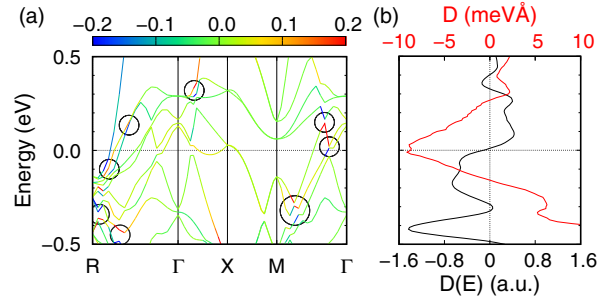 (a)
−0.2 −0.1 0.0 0.1 0.2
(b)
D (meVÅ)
−10 −5 0 5 10
Energy (eV)
0.5
0.0
−0.5
R Γ X M Γ
−1.6 −0.8 0 0.8 1.6
D(E) (a.u.)